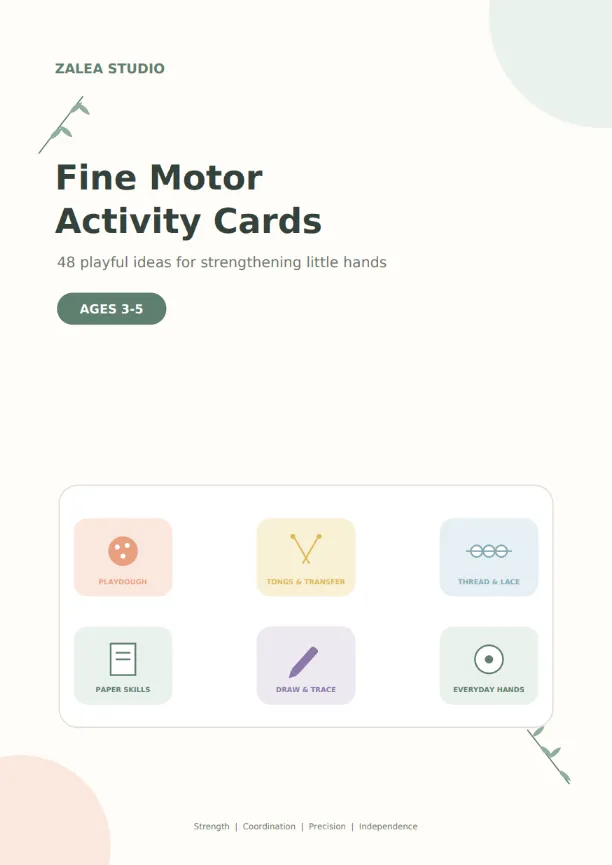 ZALEA STUDIO
Fine Motor
Activity Cards
48 playful ideas for strengthening little hands
AGES 3-5
PLAYDOUGH
TONGS & TRANSFER
THREAD & LACE
PAPER SKILLS
DRAW & TRACE
EVERYDAY HANDS
Strength | Coordination | Precision | Independence